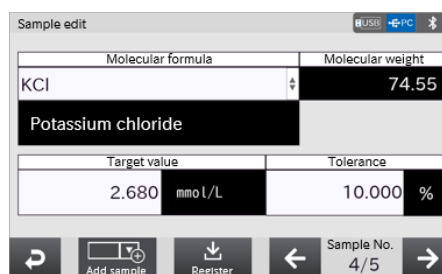 Sample edit USB PC
Molecular formula Molecular weight
KCl 74.55
Potassium chloride
Target value Tolerance
2.680 mmol/L 10.000 %
Add sample Register Sample No.
4/5